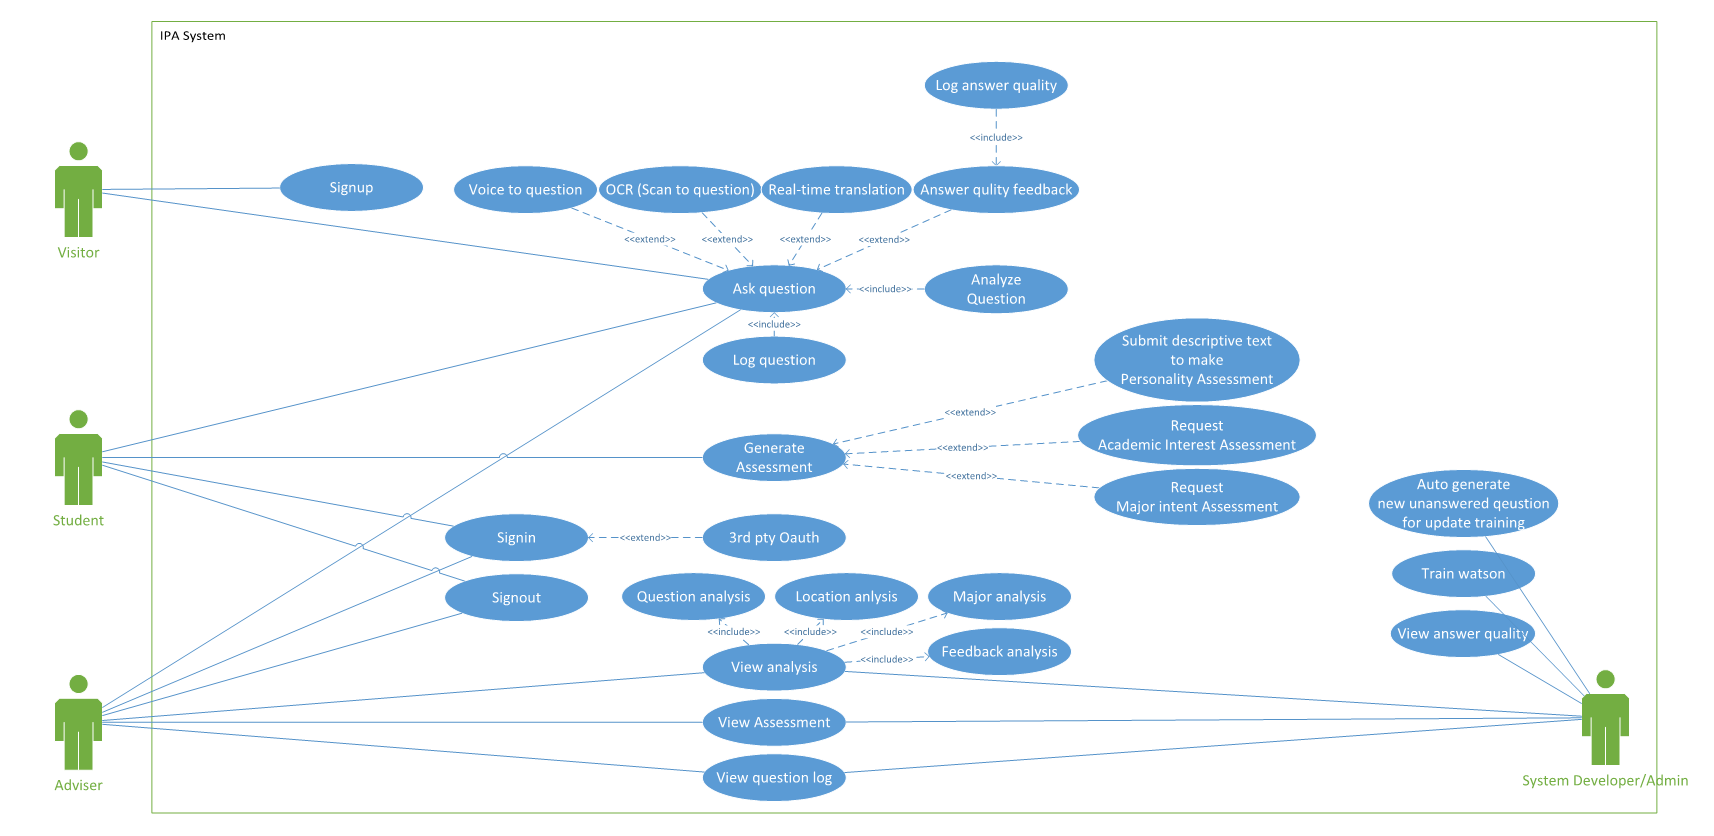 IPA System
Log answer quality
<<include>>
Visitor
Signup
Voice to question
OCR (Scan to question)
Real-time translation
Answer qulity feedback
<<extend>>
<<extend>>
<<extend>>
<<extend>>
Ask question
<<include>>
Analyze
Question
<<include>>
Log question
Submit descriptive text
to make
Personality Assessment
<<extend>>
Request
Academic Interest Assessment
<<extend>>
Student
Generate
Assessment
<<extend>>
Request
Major intent Assessment
Auto generate
new unanswered qeustion
for update training
Signin
<<extend>>
3rd pty Oauth
Train watson
Signout
Question analysis
Location anlysis
Major analysis
<<include>>
<<include>>
<<include>>
View answer quality
View analysis
<<include>>
Feedback analysis
View Assessment
View question log
Adviser
System Developer/Admin